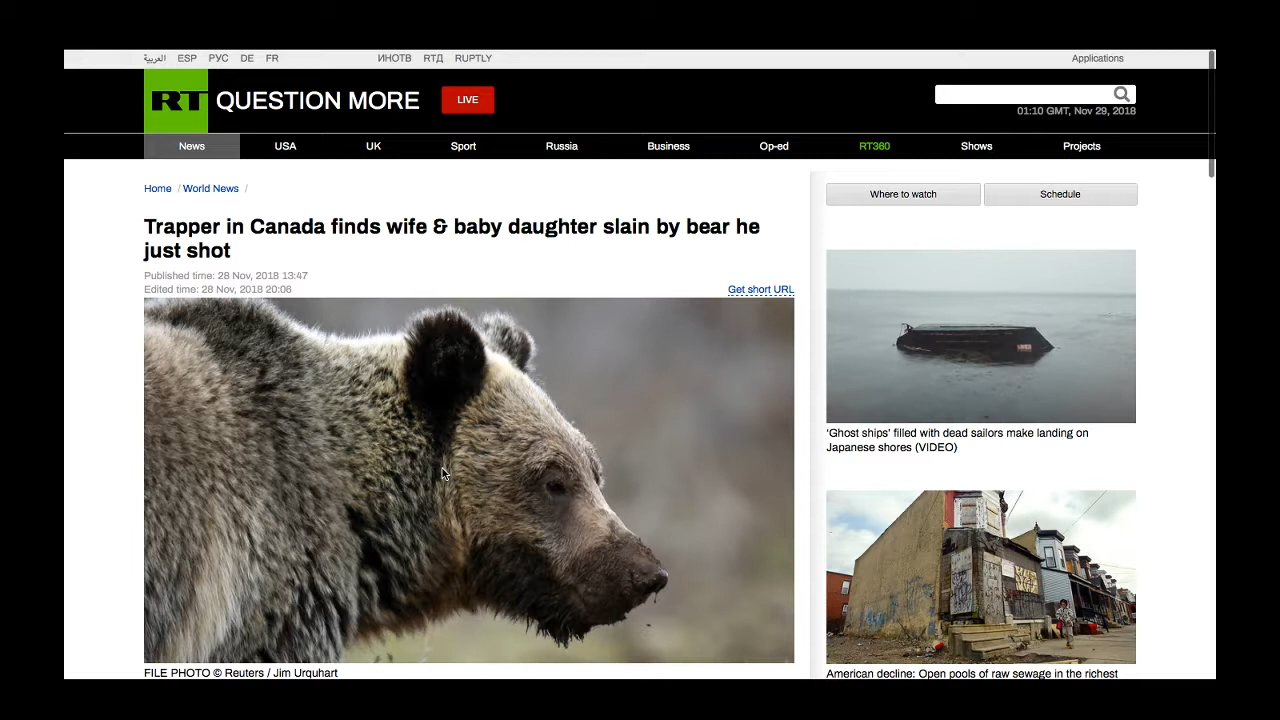 العربية ESP РУС DE FR ИНОТВ RTД RUPTLY Applications
RT QUESTION MORE LIVE
01:10 GMT, Nov 29, 2018
News USA UK Sport Russia Business Op-ed RT360 Shows Projects
Home / World News /
Where to watch Schedule
Trapper in Canada finds wife & baby daughter slain by bear he
just shot
Published time: 28 Nov, 2018 13:47
Edited time: 28 Nov, 2018 20:06
Get short URL
FILE PHOTO © Reuters / Jim Urquhart
‘Ghost ships’ filled with dead sailors make landing on
Japanese shores (VIDEO)
American decline: Open pools of raw sewage in the richest